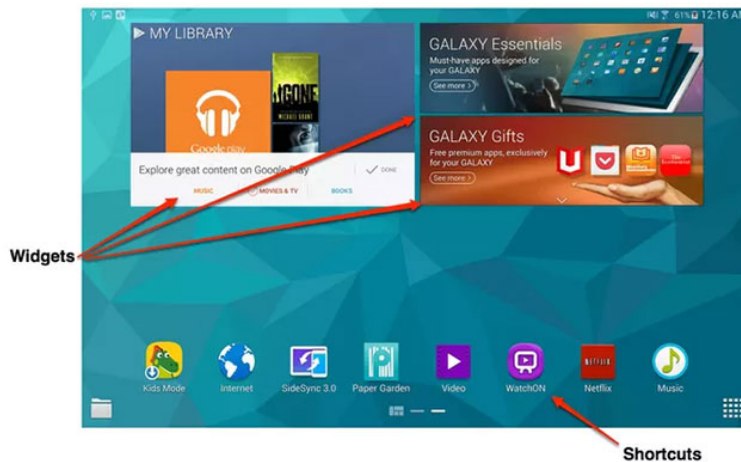 61% 12:16 AM
MY LIBRARY
GONE
MICHAEL GRANT
Google play
Explore great content on Google Play
DONE
MUSIC
MOVIES & TV
BOOKS
GALAXY Essentials
Must-have apps designed for
your GALAXY
See more
GALAXY Gifts
Free premium apps, exclusively
for your GALAXY
See more
Widgets
Kids Mode
Internet
SideSync 3.0
Paper Garden
Video
WatchON
NETFLIX
Netflix
Music
Shortcuts